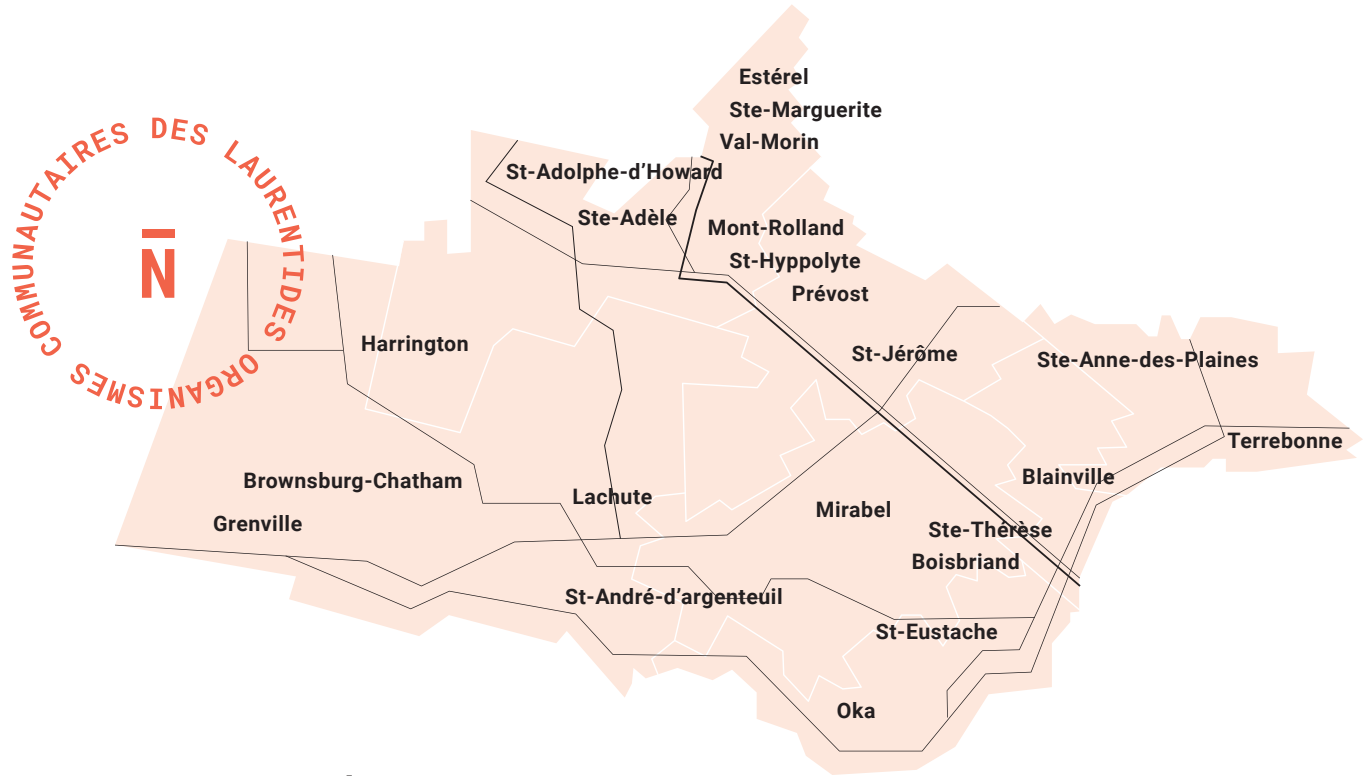 ORGANISMES COMMUNAUTAIRES DES LAURENTIDES
N
Estérel
Ste-Marguerite
Val-Morin
St-Adolphe-d’Howard
Ste-Adèle
Mont-Rolland
St-Hyppolyte
Prévost
Harrington
St-Jérôme
Ste-Anne-des-Plaines
Terrebonne
Brownsburg-Chatham
Lachute
Blainville
Grenville
Mirabel
Ste-Thérèse
Boisbriand
St-André-d’argenteuil
St-Eustache
Oka